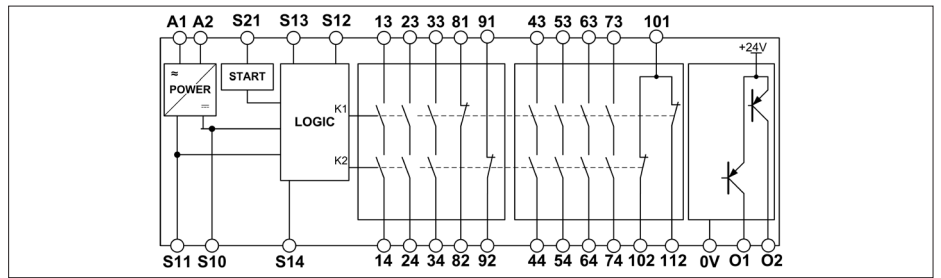 A1 A2 S21 S13 S12 13 23 33 81 91 43 53 63 73 101
+24V
≈
POWER
=
START
LOGIC
K1
K2
S11 S10 S14 14 24 34 82 92 44 54 64 74 102 112 0V O1 O2